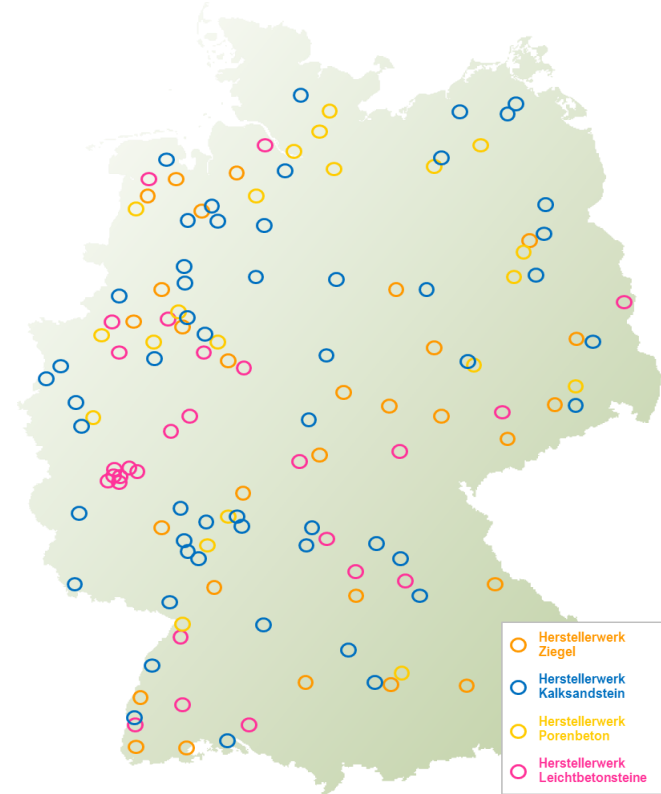 Herstellerwerk
Ziegel
Herstellerwerk
Kalksandstein
Herstellerwerk
Porenbeton
Herstellerwerk
Leichtbetonsteine